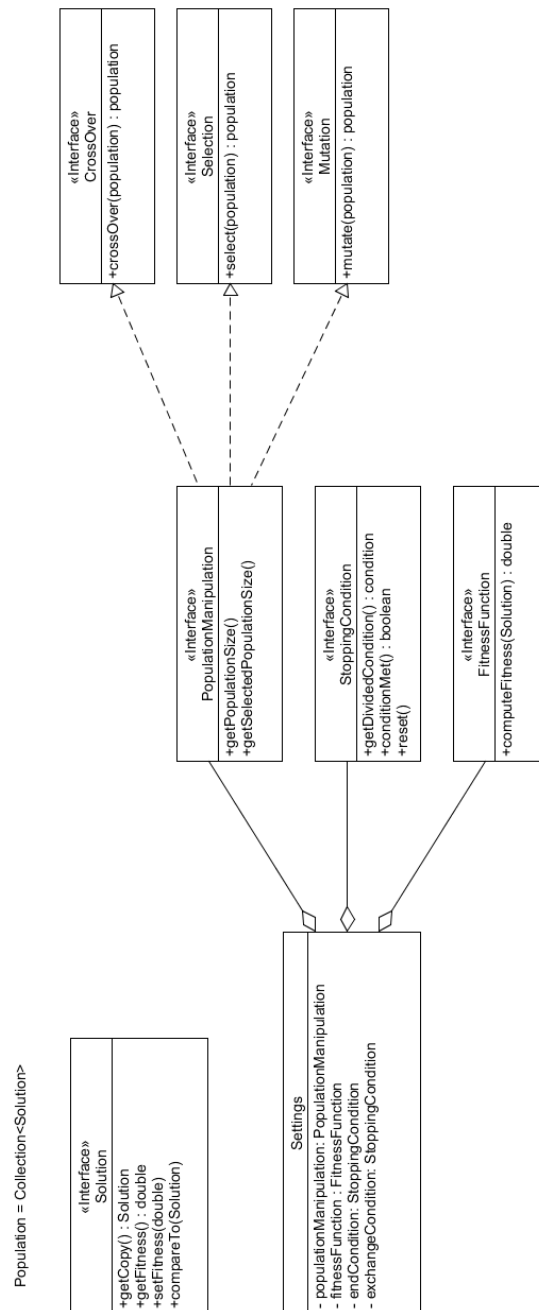 Population = Collection<Solution>
«Interface»
Solution
+getCopy() : Solution
+getFitness() : double
+setFitness(double)
+compareTo(Solution)
Settings
- populationManipulation: PopulationManipulation
- fitnessFunction : FitnessFunction
- endCondition: StoppingCondition
- exchangeCondition: StoppingCondition
«Interface»
PopulationManipulation
+getPopulationSize()
+getSelectedPopulationSize()
«Interface»
StoppingCondition
+getDividedCondition() : condition
+conditionMet() : boolean
+reset()
«Interface»
FitnessFunction
+computeFitness(Solution) : double
«Interface»
CrossOver
+crossOver(population) : population
«Interface»
Selection
+select(population) : population
«Interface»
Mutation
+mutate(population) : population